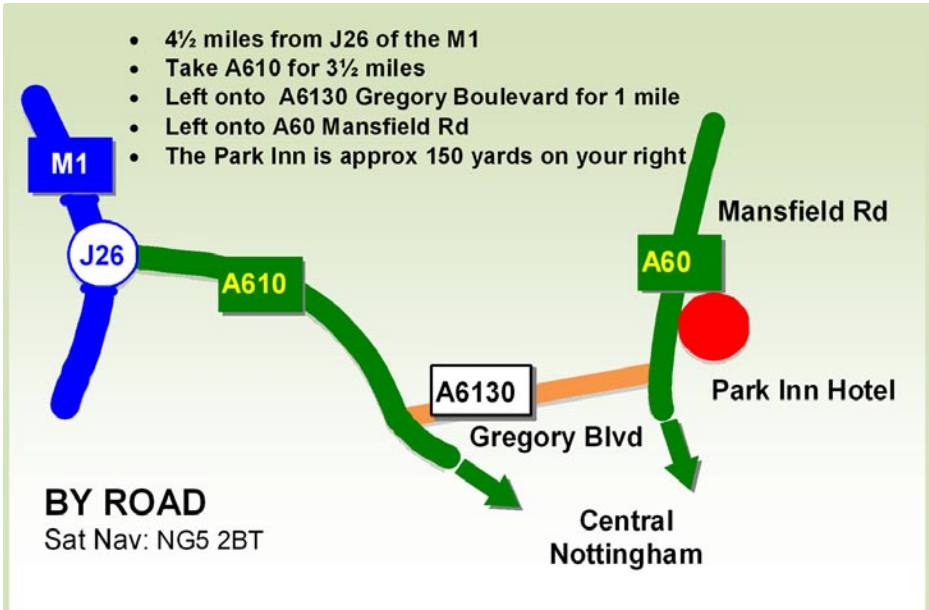 • 4½ miles from J26 of the M1
• Take A610 for 3½ miles
• Left onto A6130 Gregory Boulevard for 1 mile
• Left onto A60 Mansfield Rd
• The Park Inn is approx 150 yards on your right
M1
Mansfield Rd
J26
A60
A610
A6130
Park Inn Hotel
Gregory Blvd
BY ROAD
Sat Nav: NG5 2BT
Central
Nottingham